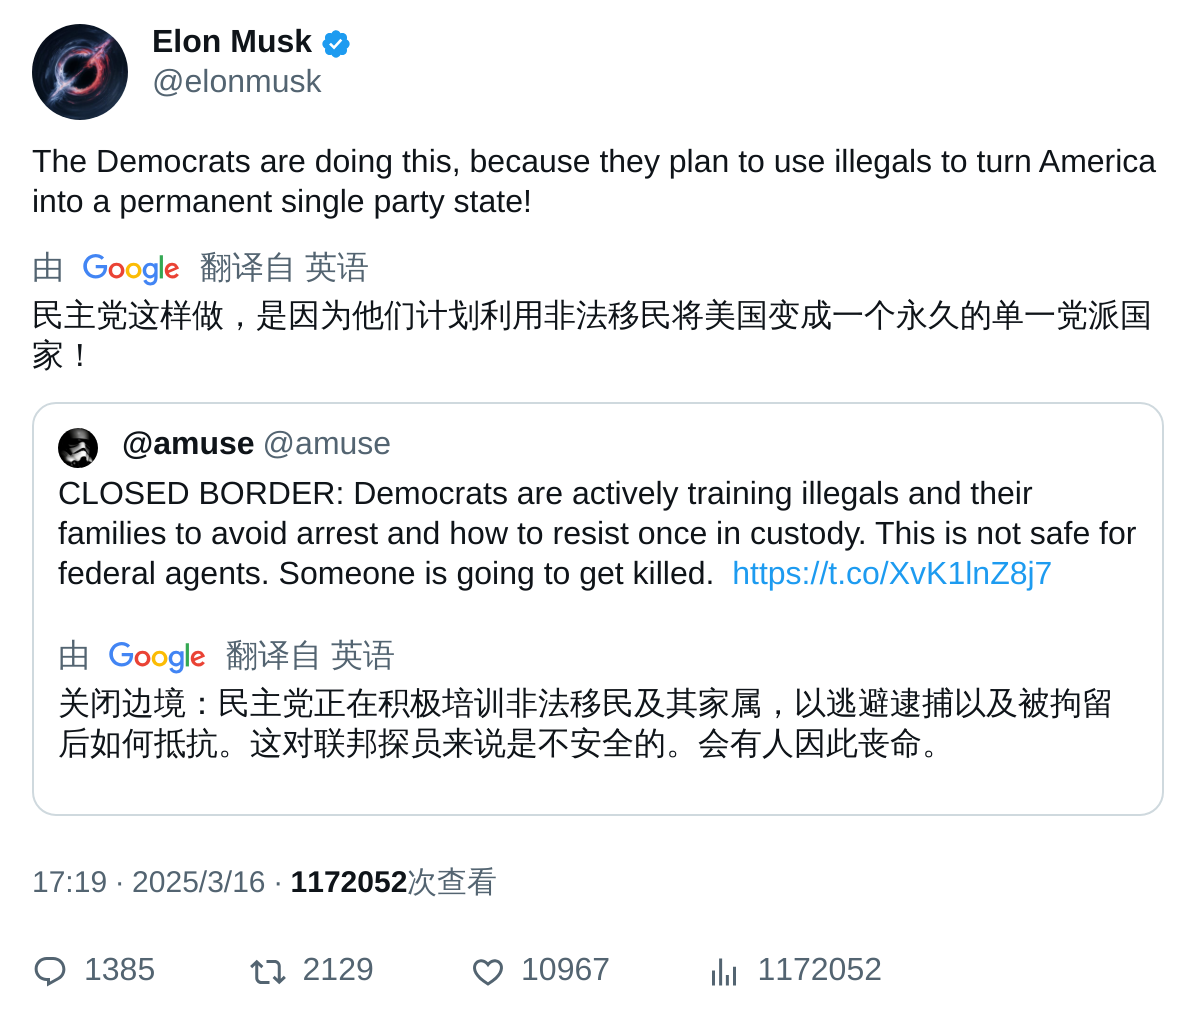 Elon Musk
@elonmusk
The Democrats are doing this, because they plan to use illegals to turn America
into a permanent single party state!
由 Google 翻译自 英语
民主党这样做，是因为他们计划利用非法移民将美国变成一个永久的单一党派国
家！
@amuse @amuse
CLOSED BORDER: Democrats are actively training illegals and their
families to avoid arrest and how to resist once in custody. This is not safe for
federal agents. Someone is going to get killed. https://t.co/XvK1lnZ8j7
由 Google 翻译自 英语
关闭边境：民主党正在积极培训非法移民及其家属，以逃避逮捕以及被拘留
后如何抵抗。这对联邦探员来说是不安全的。会有人因此丧命。
17:19 · 2025/3/16 · 1172052次查看
1385 2129 10967 1172052